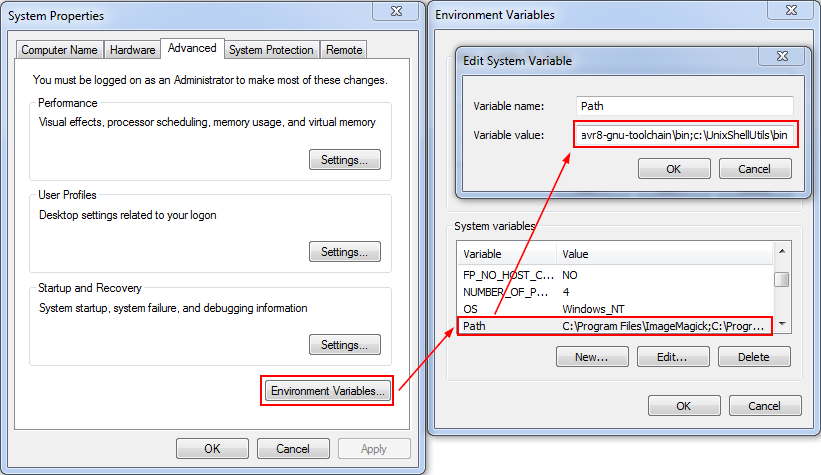 System Properties
Computer Name Hardware Advanced System Protection Remote
You must be logged on as an Administrator to make most of these changes.
Performance
Visual effects, processor scheduling, memory usage, and virtual memory
Settings...
User Profiles
Desktop settings related to your logon
Settings...
Startup and Recovery
System startup, system failure, and debugging information
Settings...
Environment Variables...
OK Cancel Apply
Environment Variables
Edit System Variable
Variable name: Path
Variable value: avr8-gnu-toolchain\bin;c:\UnixShellUtils\bin
OK Cancel
System variables
Variable Value
FP_NO_HOST_C... NO
NUMBER_OF_P... 4
OS Windows_NT
Path C:\Program Files\ImageMagick;C:\Progr...
New... Edit... Delete
OK Cancel